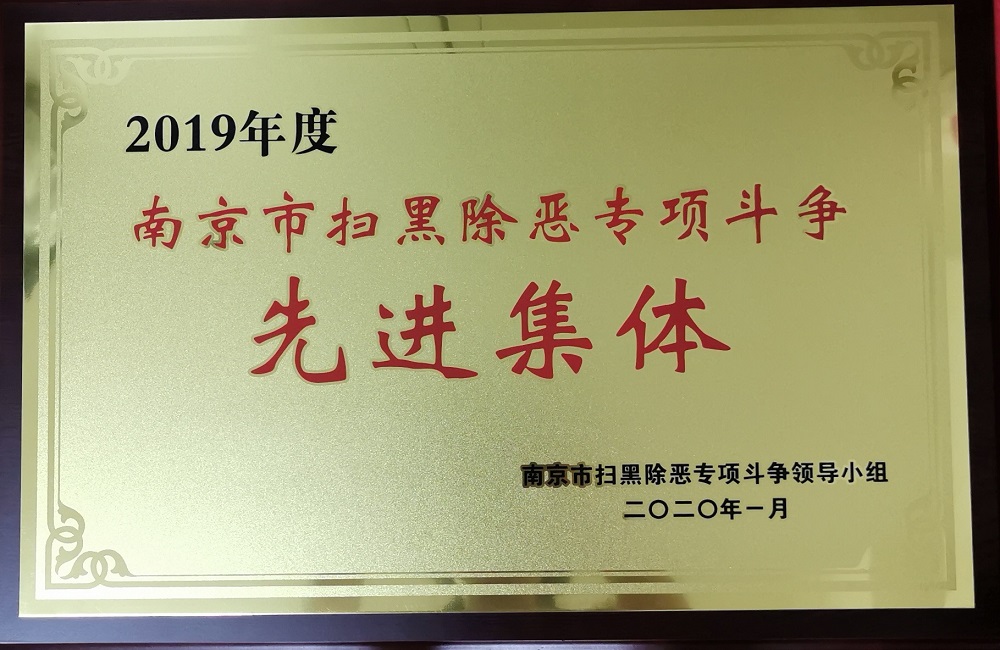 2019年度
南京市扫黑除恶专项斗争
先进集体
南京市扫黑除恶专项斗争领导小组
二〇二〇年一月